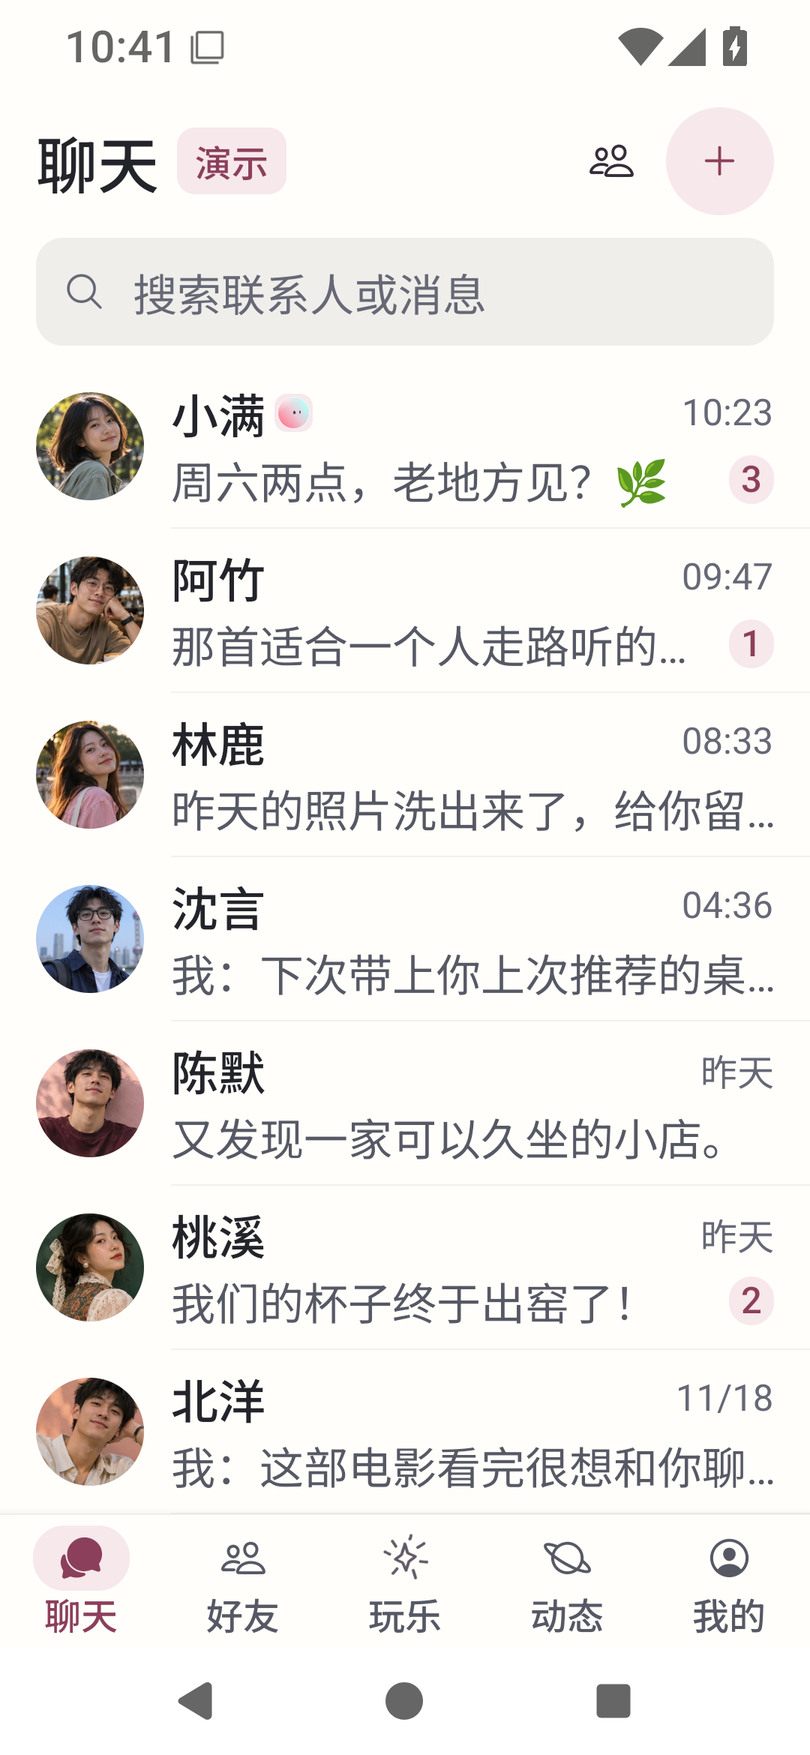 10:41
聊天 演示
搜索联系人或消息
小满 10:23
周六两点，老地方见？🌿 3
阿竹 09:47
那首适合一个人走路听的… 1
林鹿 08:33
昨天的照片洗出来了，给你留…
沈言 04:36
我：下次带上你上次推荐的桌…
陈默 昨天
又发现一家可以久坐的小店。
桃溪 昨天
我们的杯子终于出窑了！ 2
北洋 11/18
我：这部电影看完很想和你聊…
聊天 好友 玩乐 动态 我的